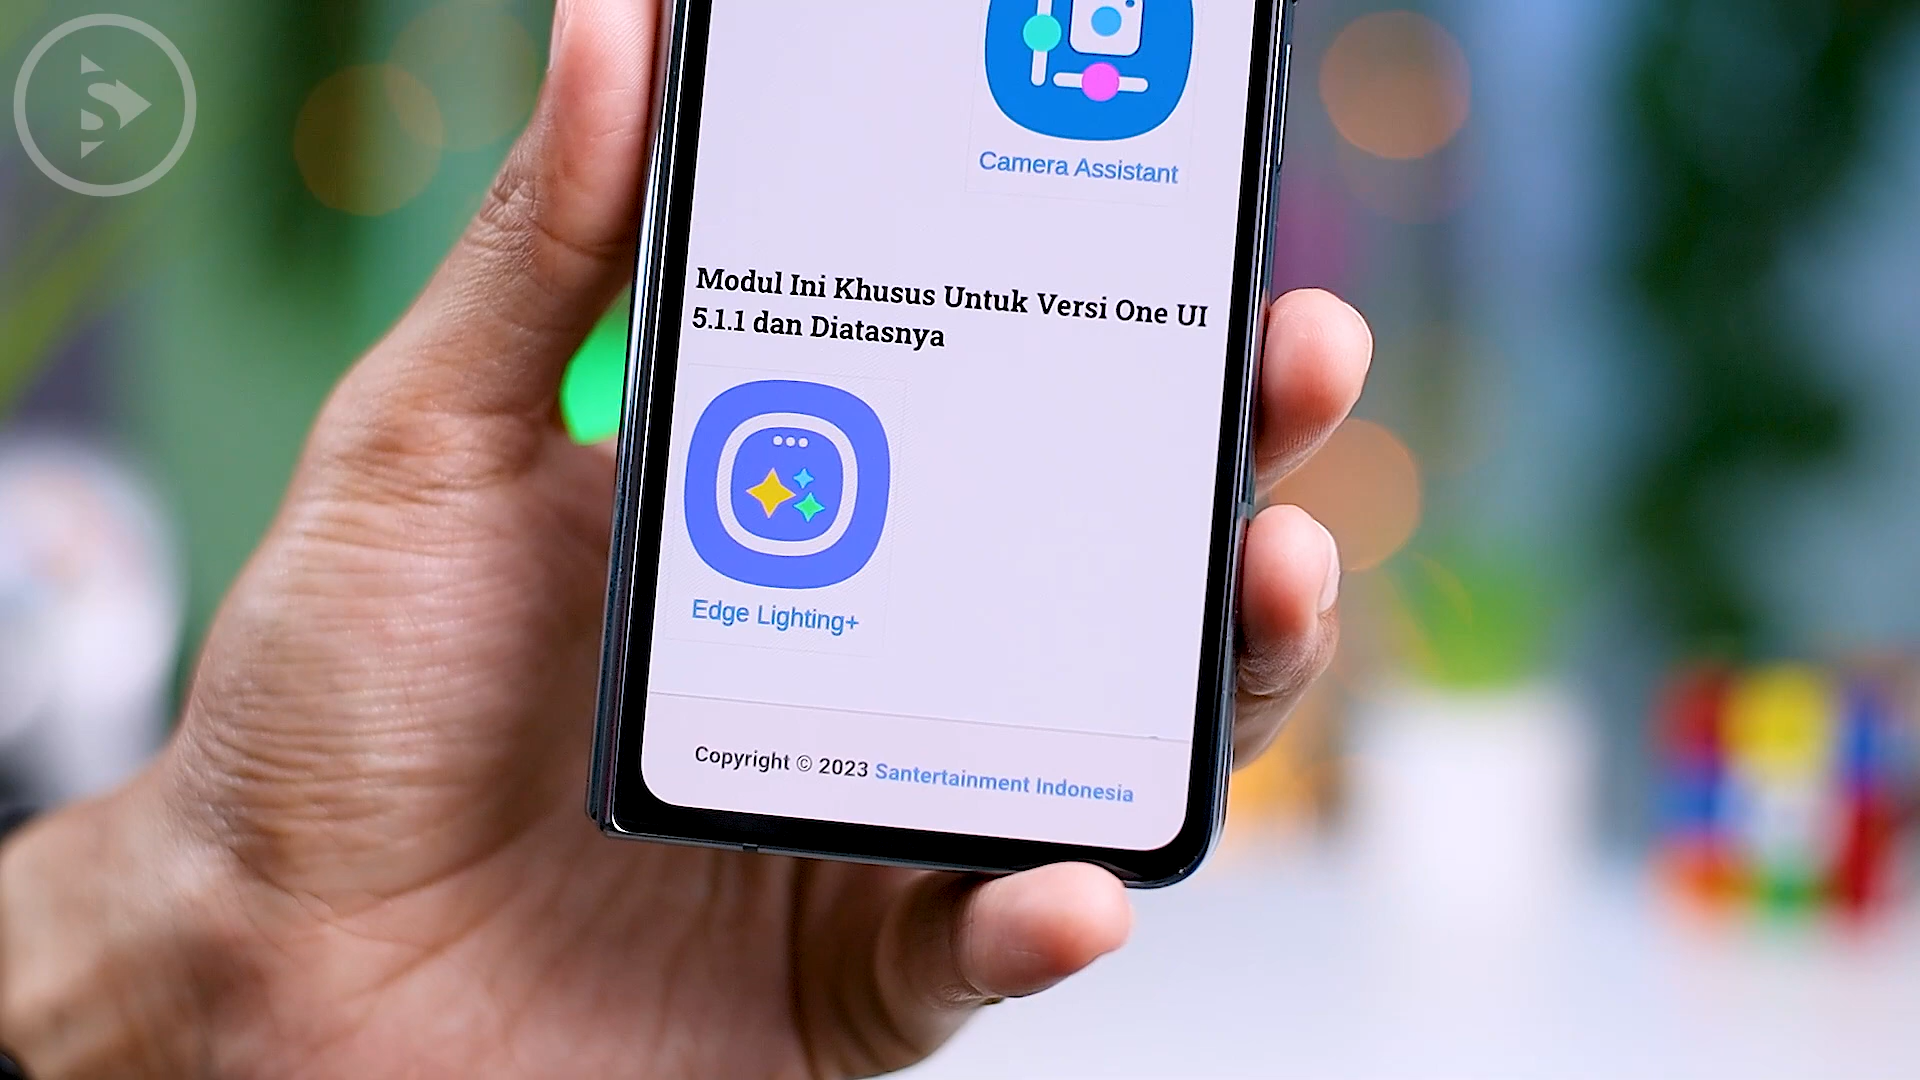 S
Camera Assistant
Modul Ini Khusus Untuk Versi One UI
5.1.1 dan Diatasnya
Edge Lighting+
Copyright © 2023 Santertainment Indonesia